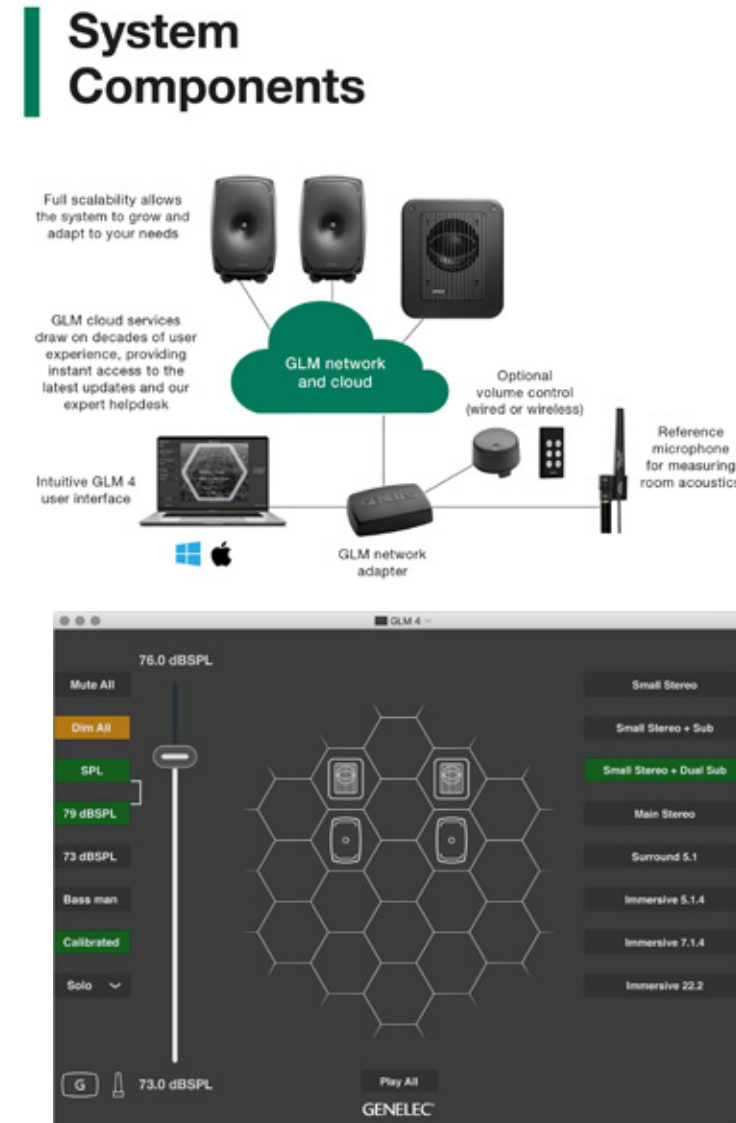 System
Components
Full scalability allows
the system to grow and
adapt to your needs
GLM cloud services
draw on decades of user
experience, providing
instant access to the
latest updates and our
expert helpdesk
GLM network
and cloud
Optional
volume control
(wired or wireless)
Reference
microphone
for measuring
room acoustics
Intuitive GLM 4
user interface
GENELEC
GLM network
adapter
GLM 4
76.0 dBSPL
Mute All
Small Stereo
Dim All
Small Stereo + Sub
SPL
Small Stereo + Dual Sub
79 dBSPL
Main Stereo
73 dBSPL
Surround 5.1
Bass man
Immersive 5.1.4
Calibrated
Immersive 7.1.4
Solo
Immersive 22.2
G
73.0 dBSPL
Play All
GENELEC